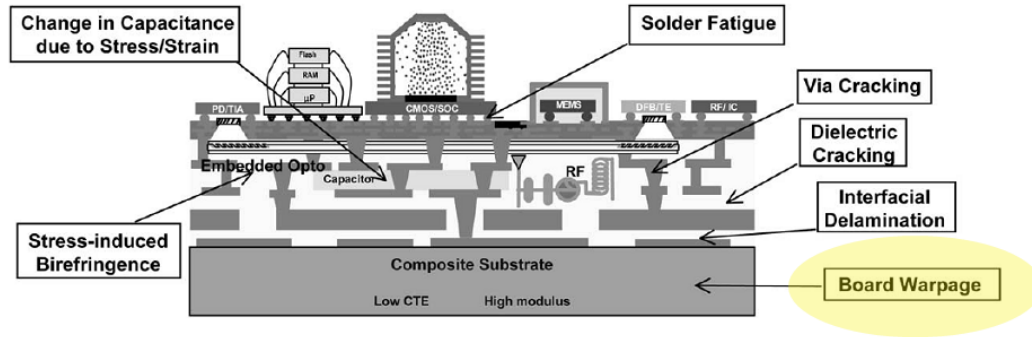 Change in Capacitance
due to Stress/Strain
Solder Fatigue
Flash
RAM
µP
Via Cracking
PD/TIA
CMOS/SOC
MEMS
DFB/TE
RF/ IC
Dielectric
Cracking
Embedded Opto
Capacitor
RF
Interfacial
Delamination
Stress-induced
Birefringence
Composite Substrate
Board Warpage
Low CTE High modulus